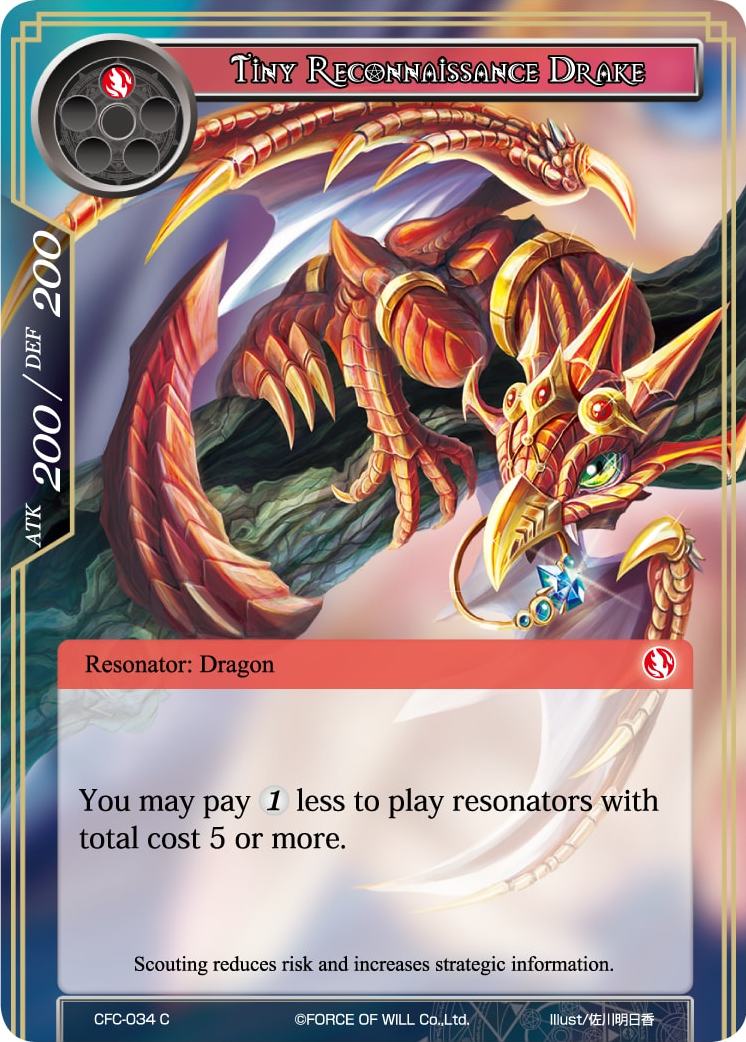 Tiny Reconnaissance Drake
ATK 200 / DEF 200
Resonator: Dragon
You may pay 1 less to play resonators with
total cost 5 or more.
Scouting reduces risk and increases strategic information.
CFC-034 C
©FORCE OF WILL Co.,Ltd.
Illust/佐川明日香